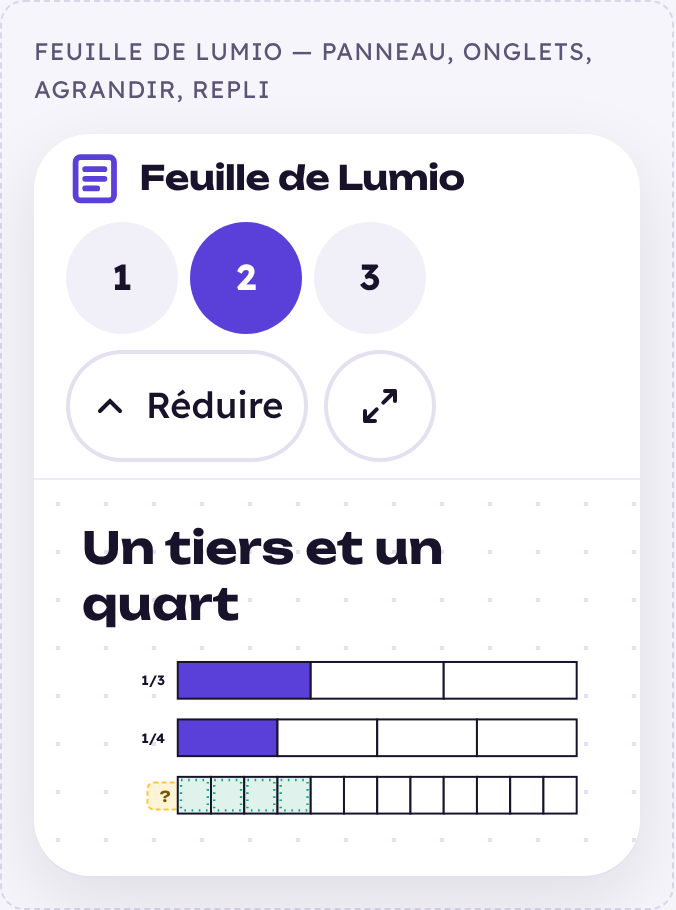 FEUILLE DE LUMIO — PANNEAU, ONGLETS,
AGRANDIR, REPLI
Feuille de Lumio
1 2 3
Réduire
Un tiers et un
quart
1/3
1/4
?